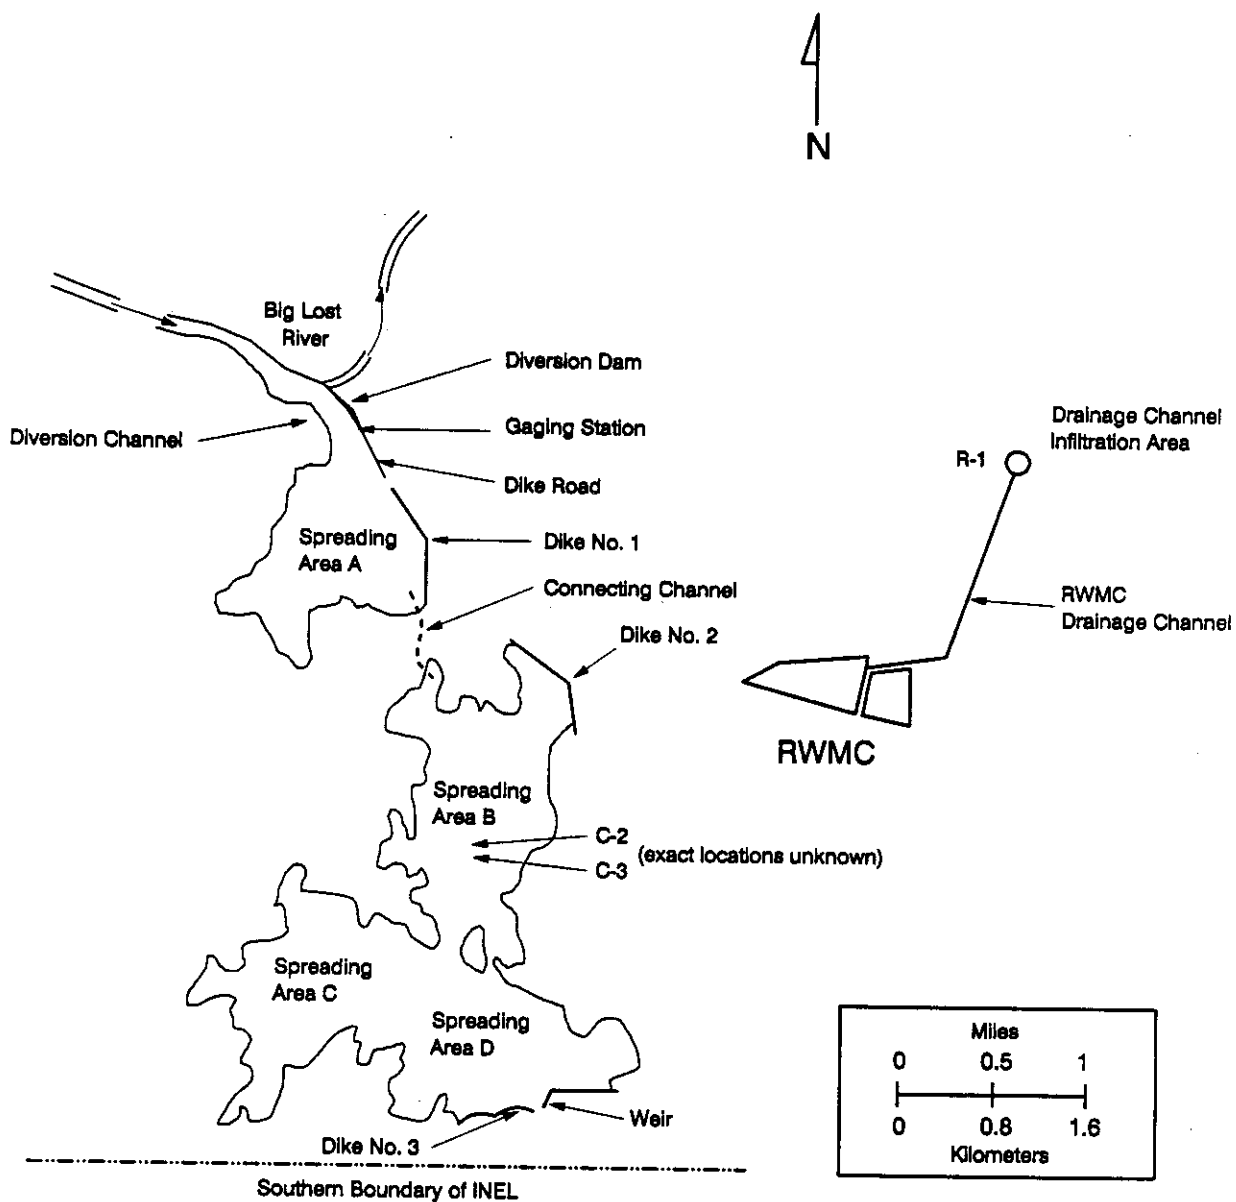 N
Big Lost
River
Diversion Dam
Diversion Channel
Gaging Station
Dike Road
Drainage Channel
Infiltration Area
R-1
Spreading
Area A
Dike No. 1
Connecting Channel
RWMC
Drainage Channel
Dike No. 2
RWMC
Spreading
Area B
C-2
(exact locations unknown)
C-3
Spreading
Area C
Spreading
Area D
Weir
Dike No. 3
Southern Boundary of INEL
Miles
0 0.5 1
0 0.8 1.6
Kilometers